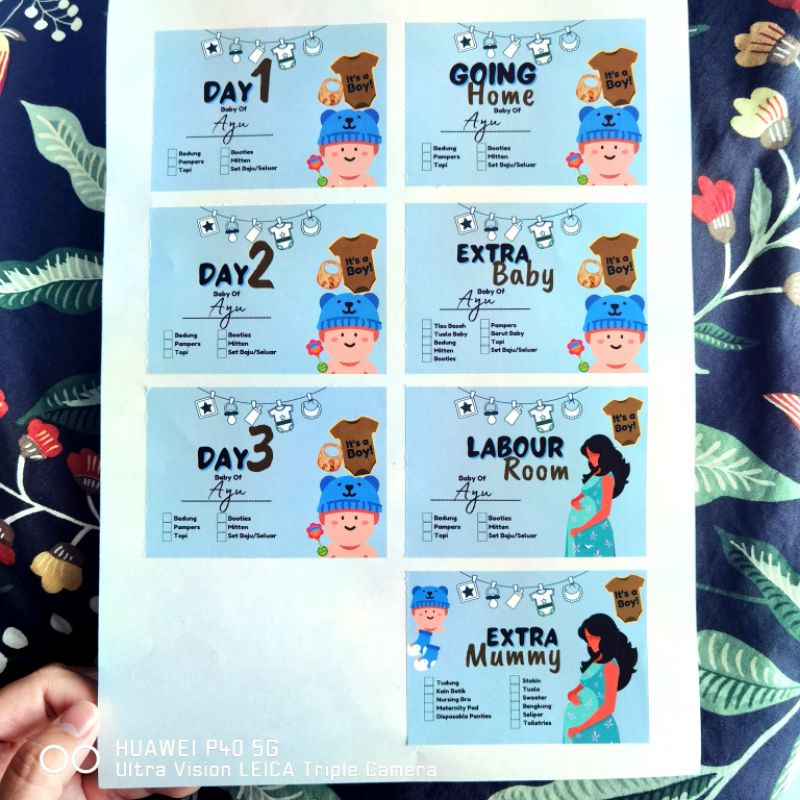 DAY 1
It's a Boy!
Baby Of
Ayu
Bedung
Pampers
Topi
Booties
Mitten
Set Baju/Seluar
GOING
Home
It's a Boy!
Baby Of
Ayu
Bedung
Pampers
Topi
Booties
Mitten
Set Baju/Seluar
DAY 2
It's a Boy!
Baby Of
Ayu
Bedung
Pampers
Topi
Booties
Mitten
Set Baju/Seluar
EXTRA
Baby
It's a Boy!
Baby Of
Ayu
Tisu Basah
Tuala Baby
Bedung
Mitten
Booties
Pampers
Barut Baby
Topi
Set Baju/Seluar
DAY 3
It's a Boy!
Baby Of
Ayu
Bedung
Pampers
Topi
Booties
Mitten
Set Baju/Seluar
LABOUR
Room
It's a Boy!
Baby Of
Ayu
Bedung
Pampers
Topi
Booties
Mitten
Set Baju/Seluar
EXTRA
Mummy
It's a Boy!
Tudung
Kain Batik
Nursing Bra
Maternity Pad
Disposable Panties
Stokin
Tuala
Sweater
Bengkung
Selipar
Toiletries
HUAWEI P40 5G
Ultra Vision LEICA Triple Camera